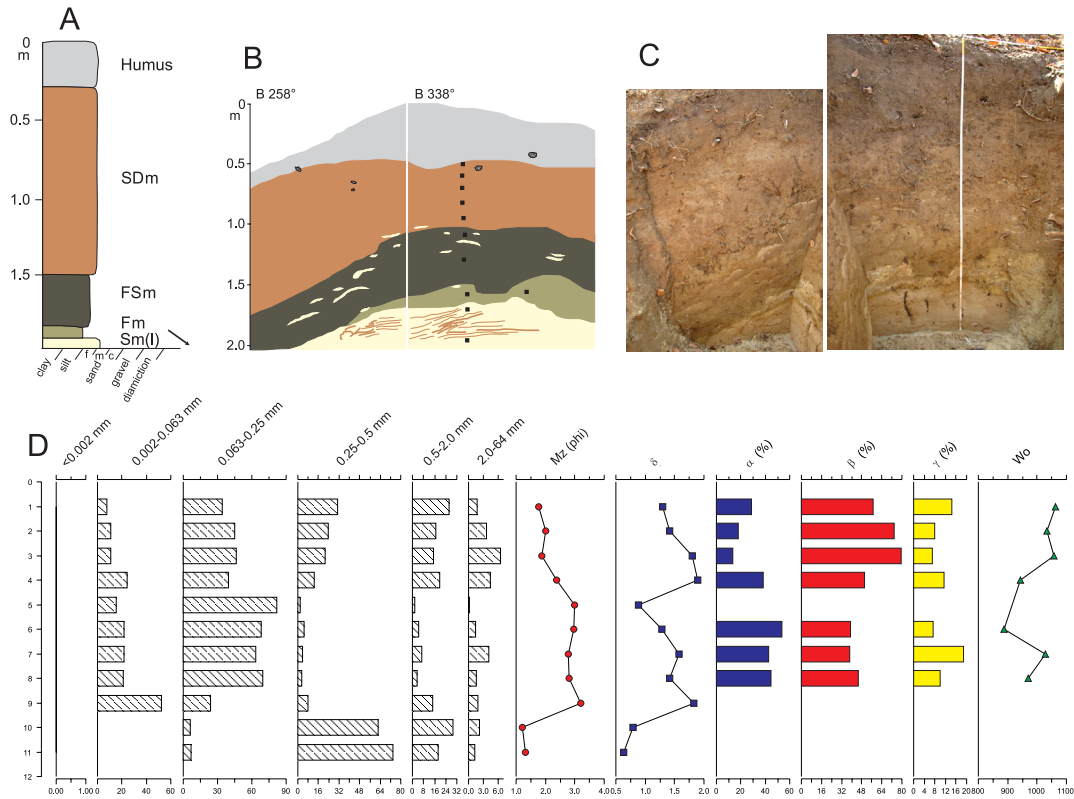 A
0
m
Humus
0.5
SDm
1.0
1.5
FSm
Fm
Sm(l)
f m c
clay silt sand gravel diamiction
B
B 258° B 338°
0
m
0.5
1.0
1.5
2.0
C
D
<0.002 mm 0.002-0.063 mm 0.063-0.25 mm 0.25-0.5 mm 0.5-2.0 mm 2.0-64 mm Mz (phi) δ α (%) β (%) γ (%) Wo
0
1
2
3
4
5
6
7
8
9
10
11
12
0 1.00 20 40 60 0 30 60 90 0 16 32 48 64 80 0 8 16 24 32 0 3.0 6.0 0.0 1.0 2.0 3.0 4.0 0.5 1.0 1.5 2.0 0 20 40 60 0 20 40 60 80 0 4 8 12 16 20 800 900 1000 1100